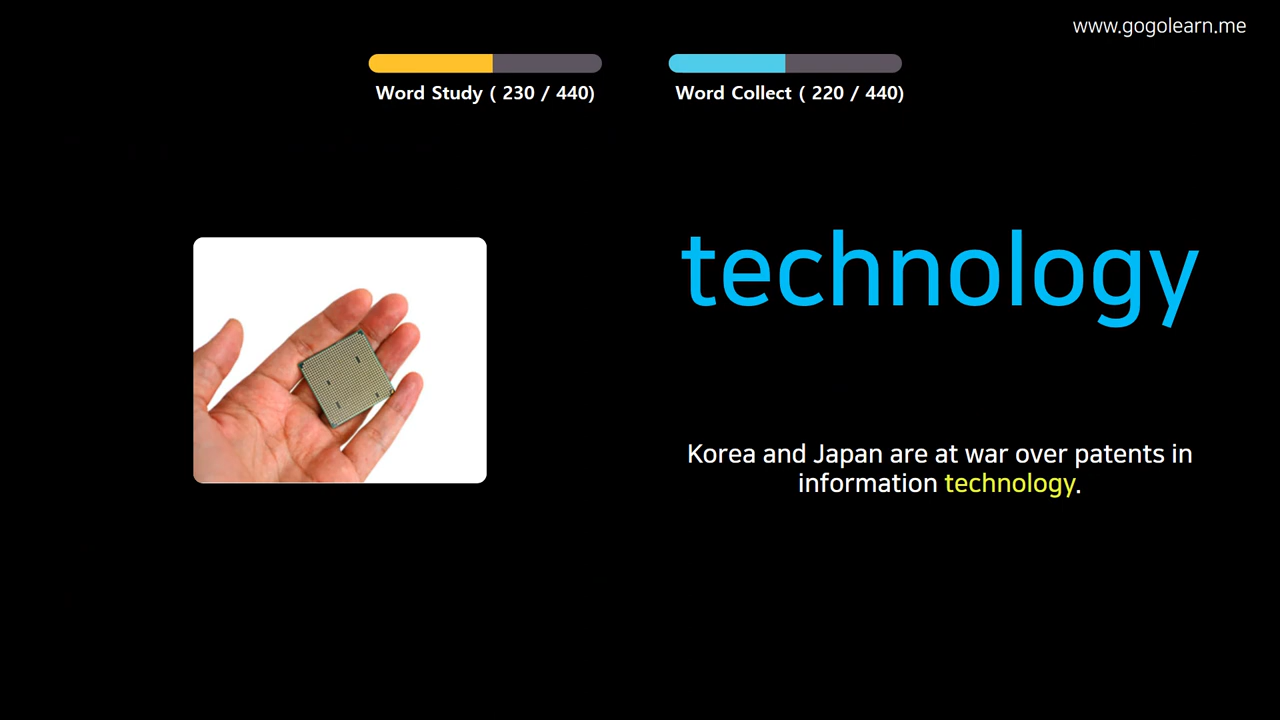 www.gogolearn.me
Word Study ( 230 / 440)
Word Collect ( 220 / 440)
technology
Korea and Japan are at war over patents in
information technology.